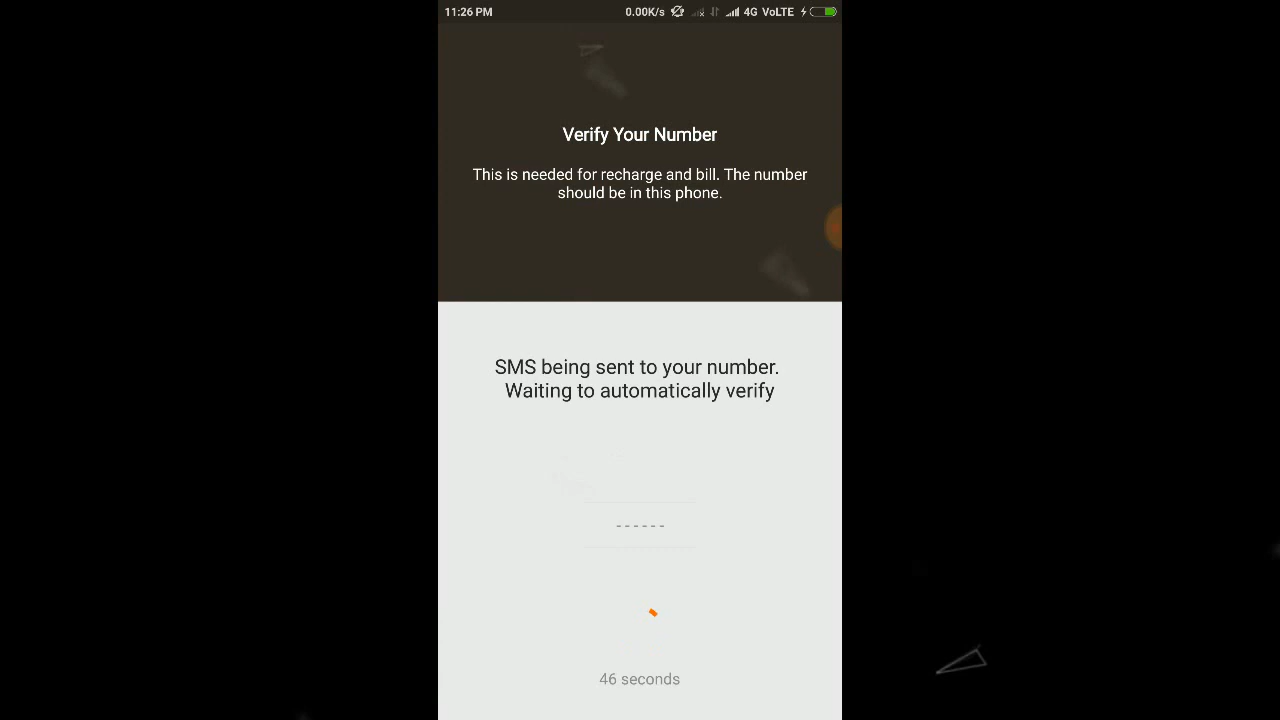 11:26 PM 0.00K/s 4G VoLTE
Verify Your Number
This is needed for recharge and bill. The number
should be in this phone.
SMS being sent to your number.
Waiting to automatically verify
------
46 seconds